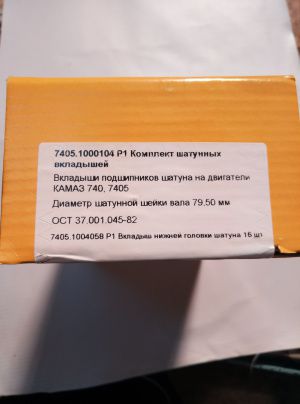 7405.1000104 Р1 Комплект шатунных
вкладышей
Вкладыши подшипников шатуна на двигатели
КАМАЗ 740, 7405
Диаметр шатунной шейки вала 79,50 мм
ОСТ 37.001.045-82
7405.1004058 Р1 Вкладыш нижней головки шатуна 16 шт